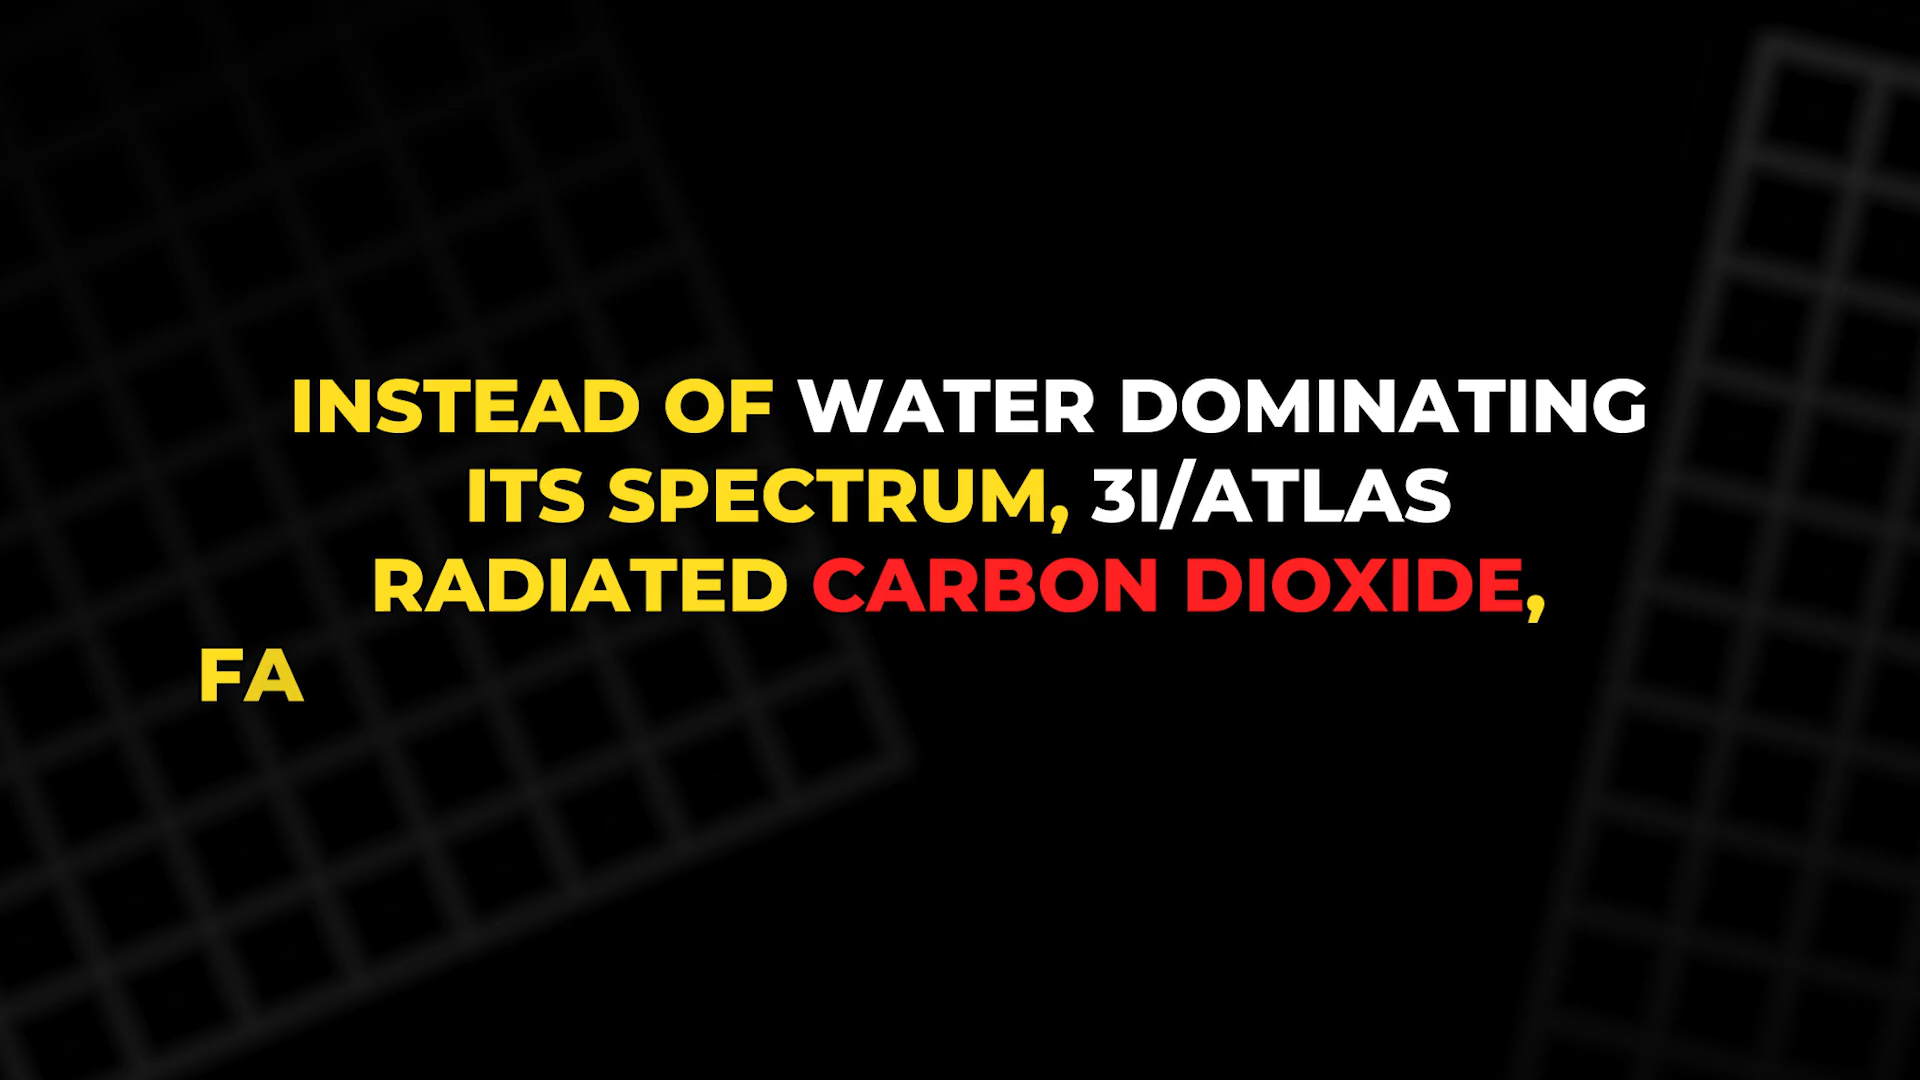 INSTEAD OF WATER DOMINATING
ITS SPECTRUM, 3I/ATLAS
RADIATED CARBON DIOXIDE,
FA